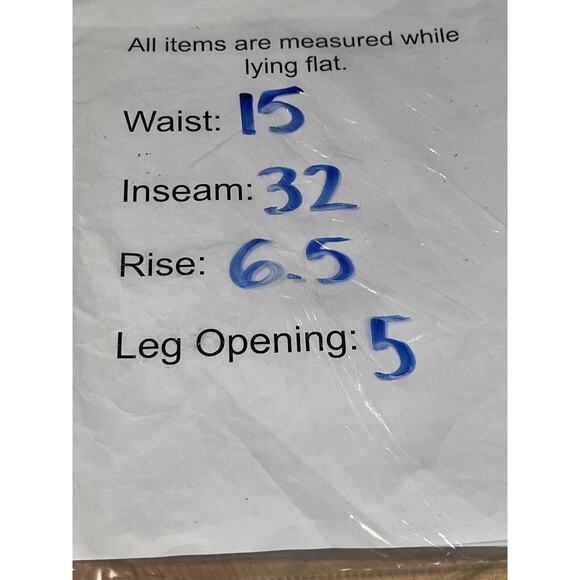 All items are measured while
lying flat.
Waist: 15
Inseam: 32
Rise: 6.5
Leg Opening: 5